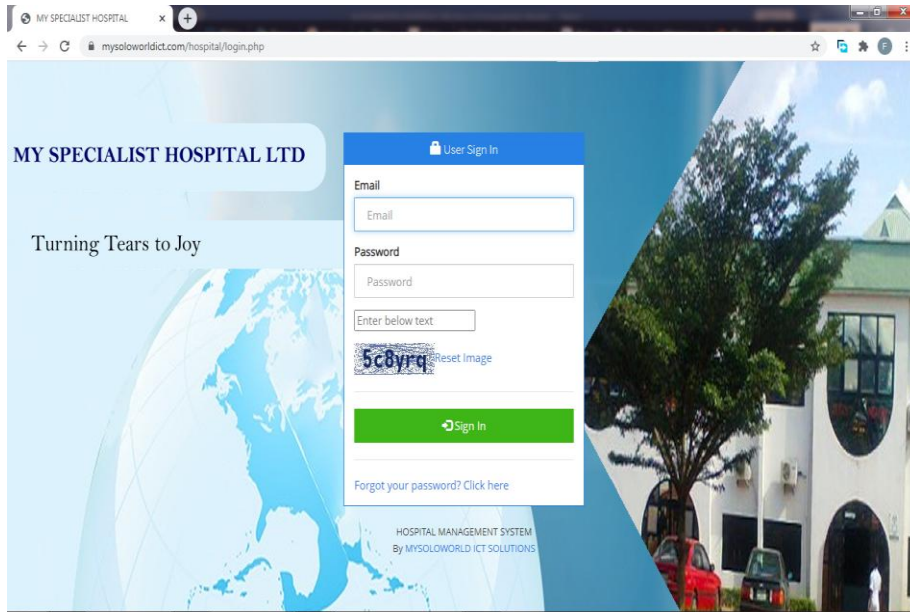 MY SPECIALIST HOSPITAL
mysoloworldict.com/hospital/login.php
F
MY SPECIALIST HOSPITAL LTD
Turning Tears to Joy
User Sign In
Email
Email
Password
Password
Enter below text
5c8yrq Reset Image
Sign In
Forgot your password? Click here
HOSPITAL MANAGEMENT SYSTEM
By MYSOLOWORLD ICT SOLUTIONS